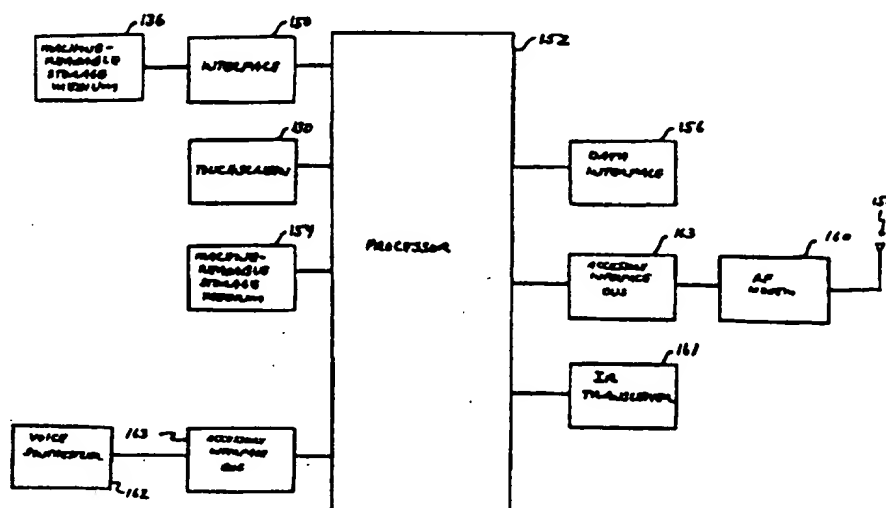 136
150
152
MACHINE-
READABLE
STORAGE
MEDIUM
INTERFACE
130
TOUCHSCREEN
156
DATA
INTERFACE
154
MACHINE-
READABLE
STORAGE
MEDIUM
PROCESSOR
163
ACCESSORY
INTERFACE
BUS
160
RF
MODEM
161
IR
TRANSCEIVER
VOICE
SYNTHESIZER
162
163
ACCESSORY
INTERFACE
BUS